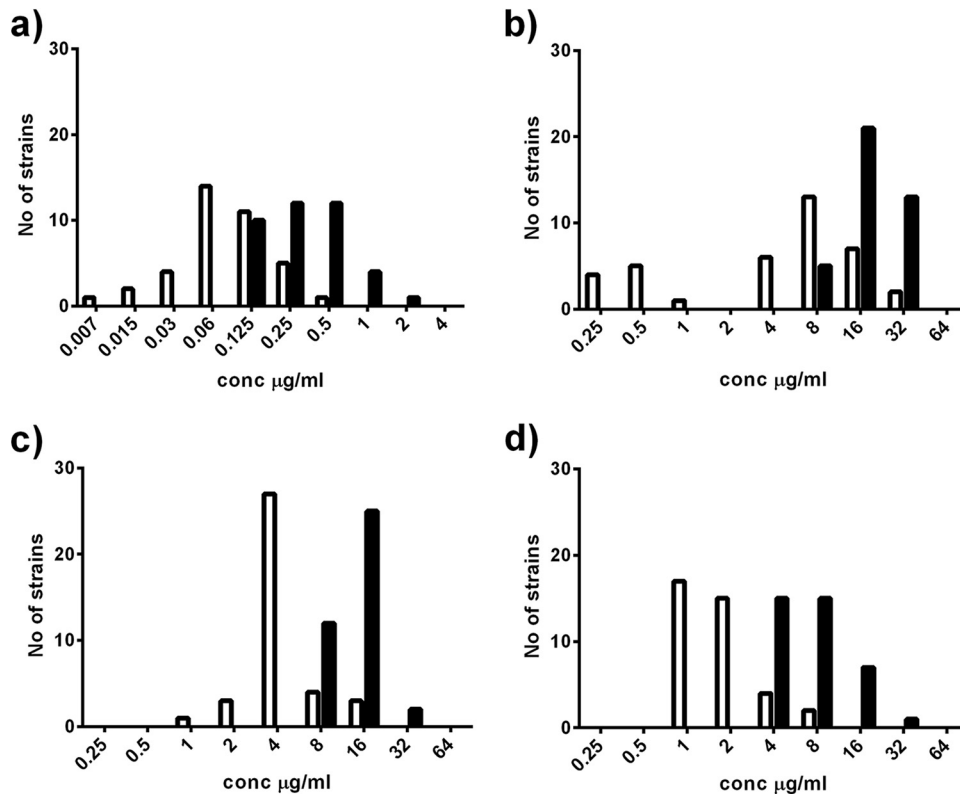 a)
No of strains
30
20
10
0
0.007 0.015 0.03 0.06 0.125 0.25 0.5 1 2 4
conc μg/ml
b)
No of strains
30
20
10
0
0.25 0.5 1 2 4 8 16 32 64
conc μg/ml
c)
No of strains
30
20
10
0
0.25 0.5 1 2 4 8 16 32 64
conc μg/ml
d)
No of strains
30
20
10
0
0.25 0.5 1 2 4 8 16 32 64
conc μg/ml